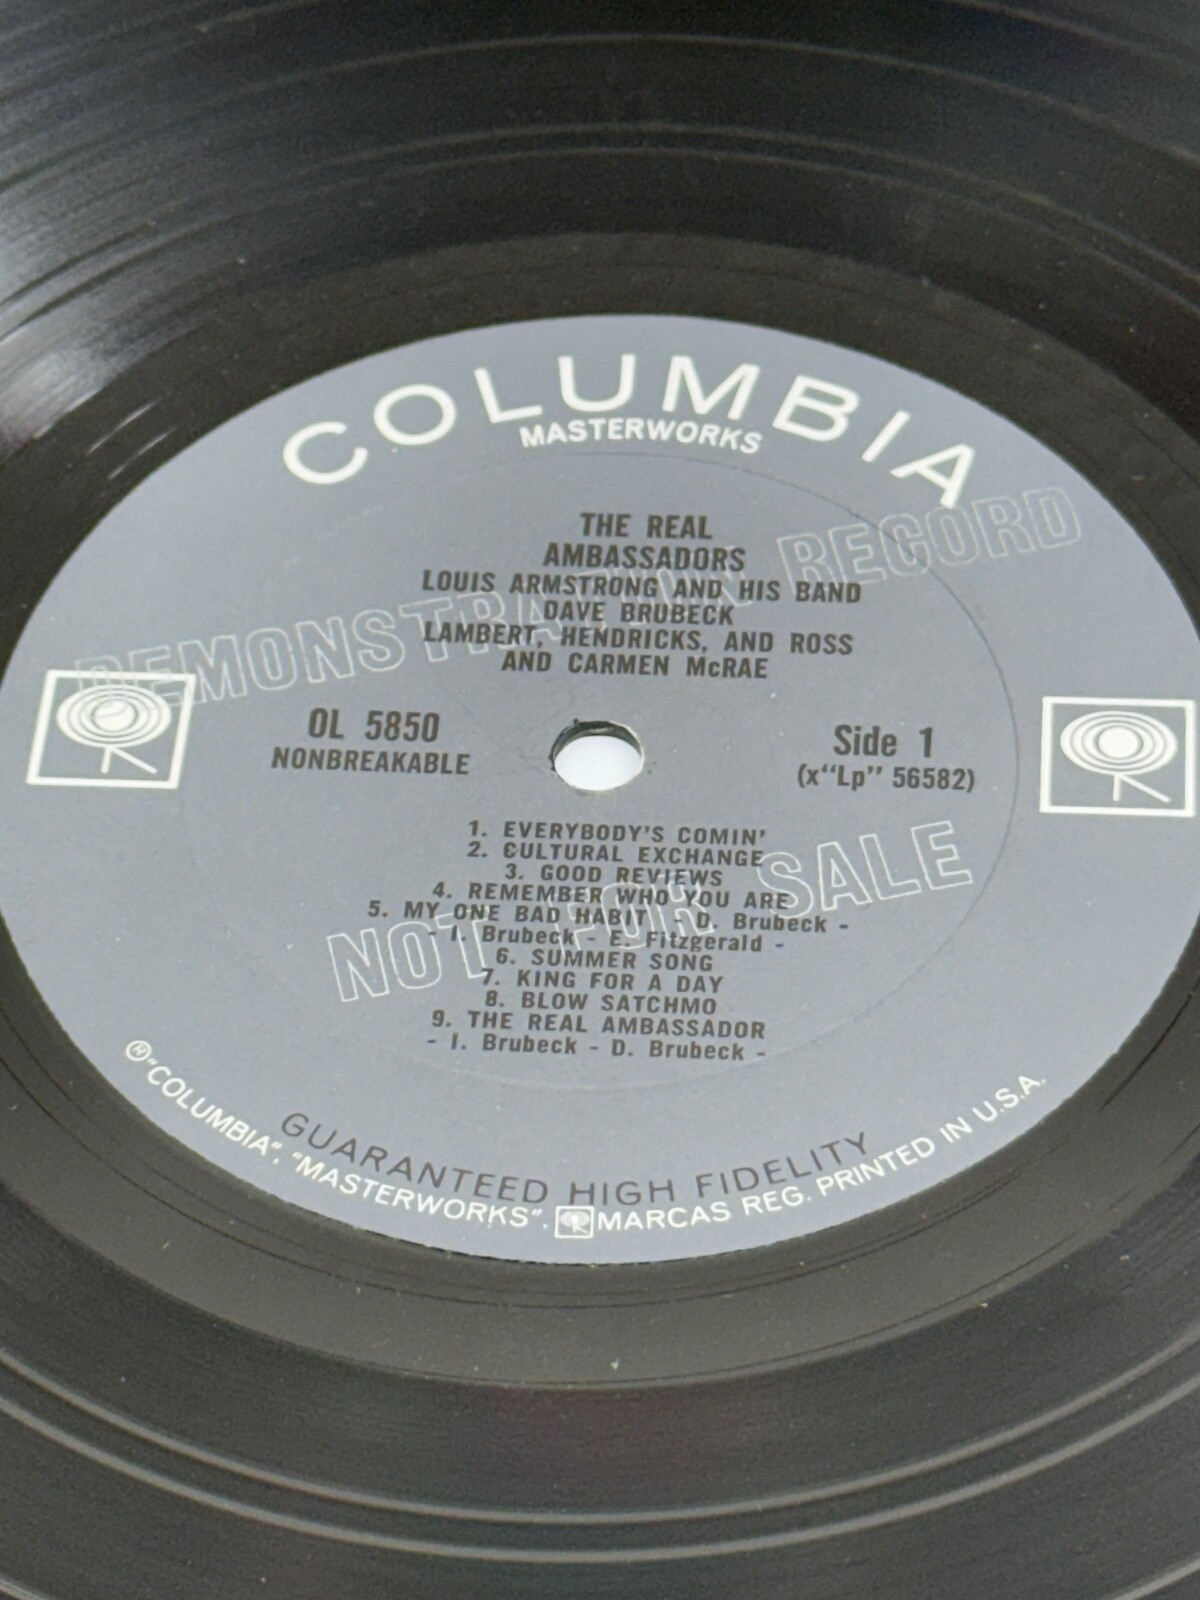 COLUMBIA
MASTERWORKS
DEMONSTRATION RECORD
THE REAL
AMBASSADORS
LOUIS ARMSTRONG AND HIS BAND
DAVE BRUBECK
LAMBERT, HENDRICKS, AND ROSS
AND CARMEN McRAE
OL 5850
NONBREAKABLE
Side 1
(x"Lp" 56582)
NOT FOR SALE
1. EVERYBODY'S COMIN'
2. CULTURAL EXCHANGE
3. GOOD REVIEWS
4. REMEMBER WHO YOU ARE
5. MY ONE BAD HABIT - D. Brubeck -
- I. Brubeck - E. Fitzgerald -
6. SUMMER SONG
7. KING FOR A DAY
8. BLOW SATCHMO
9. THE REAL AMBASSADOR
- I. Brubeck - D. Brubeck -
GUARANTEED HIGH FIDELITY
Ⓗ "COLUMBIA", "MASTERWORKS", MARCAS REG. PRINTED IN U.S.A.